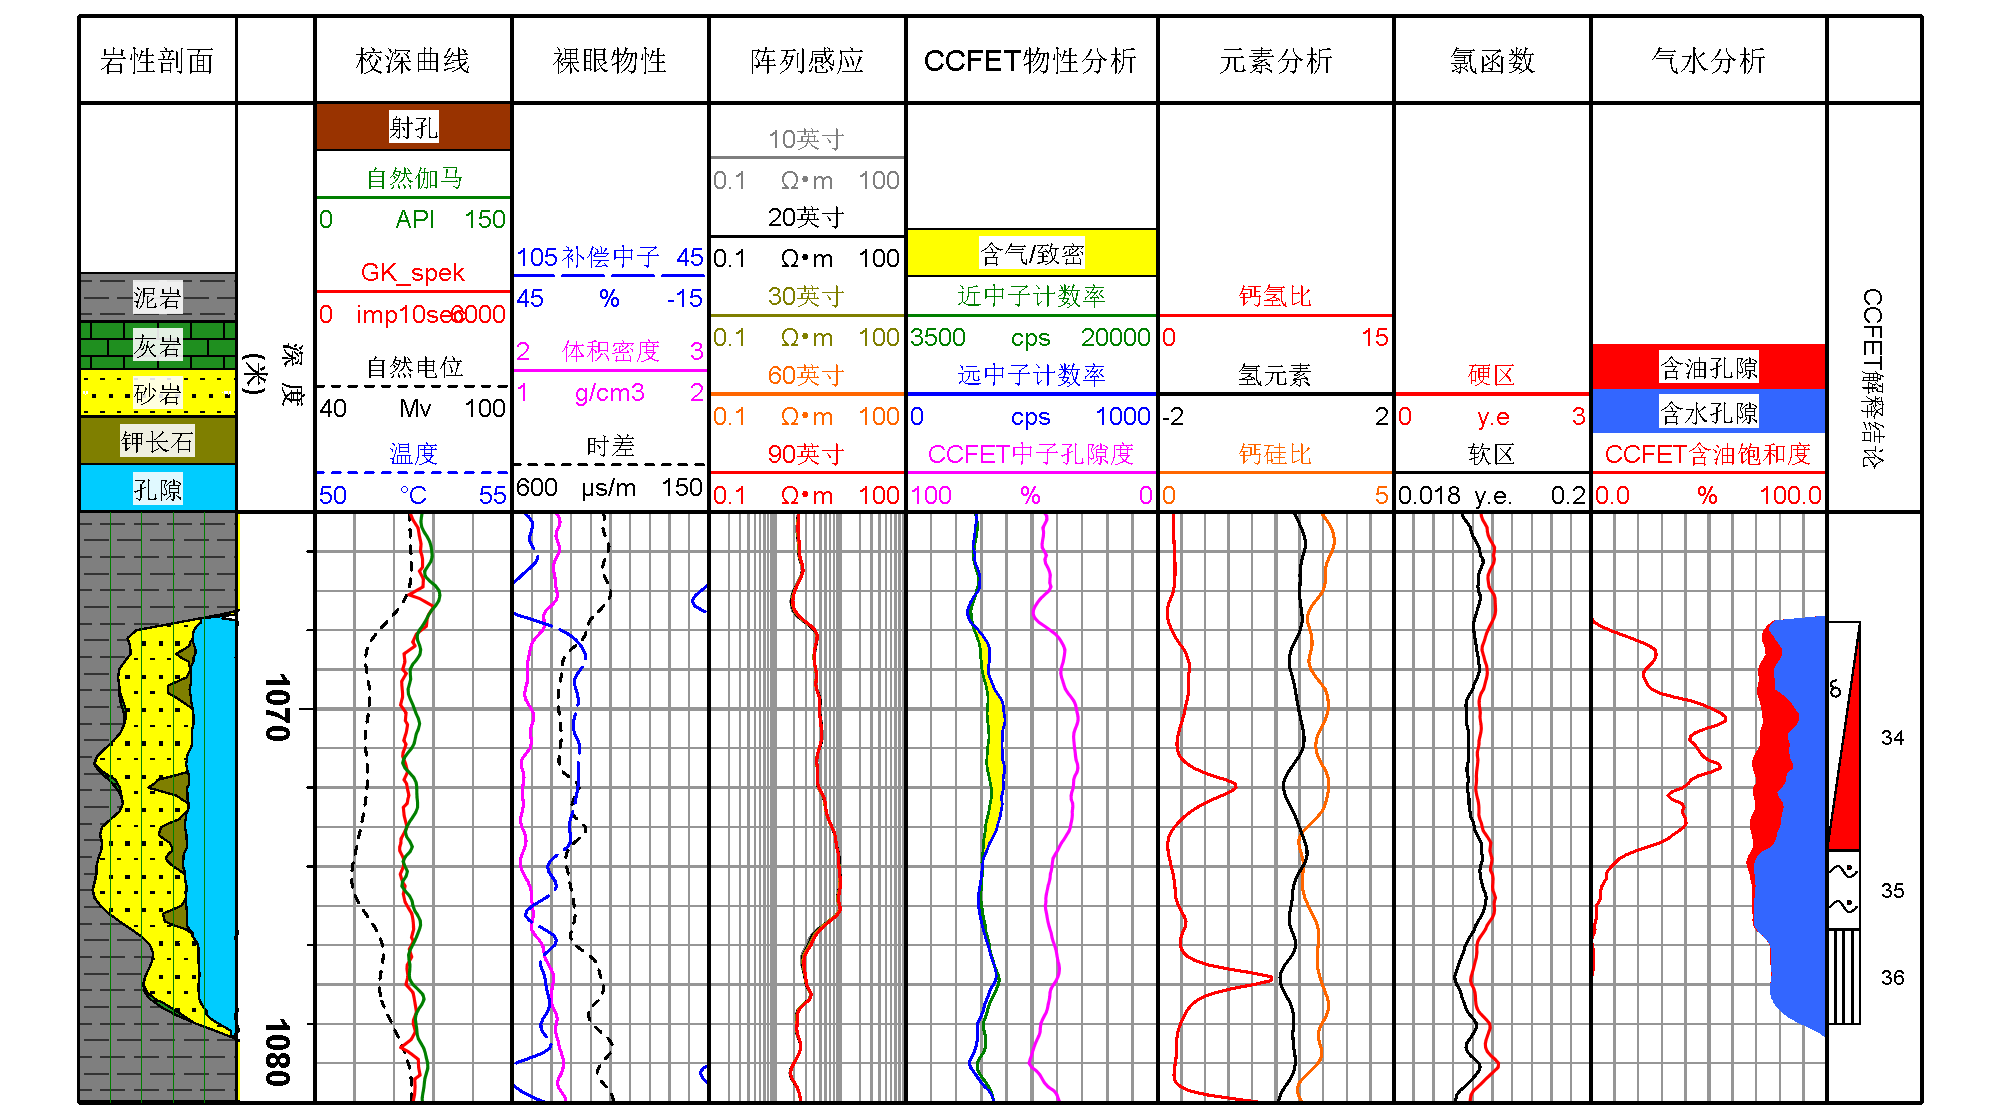 岩性剖面
校深曲线
裸眼物性
阵列感应
CCFET物性分析
元素分析
氯函数
气水分析
泥岩
灰岩
砂岩
钾长石
孔隙
深度
(米)
射孔
自然伽马
0 API 150
GK_spek
0 imp10sec 6000
自然电位
40 Mv 100
温度
50 °C 55
105 补偿中子 45
45 % -15
2 体积密度 3
1 g/cm3 2
时差
600 μs/m 150
10英寸
0.1 Ω•m 100
20英寸
0.1 Ω•m 100
30英寸
0.1 Ω•m 100
60英寸
0.1 Ω•m 100
90英寸
0.1 Ω•m 100
含气/致密
近中子计数率
3500 cps 20000
远中子计数率
0 cps 1000
CCFET中子孔隙度
100 % 0
钙氢比
0 15
氢元素
-2 2
钙硅比
0 5
硬区
0 y.e 3
软区
0.018 y.e. 0.2
含油孔隙
含水孔隙
CCFET含油饱和度
0.0 % 100.0
CCFET解释结论
1070
1080
34
35
36